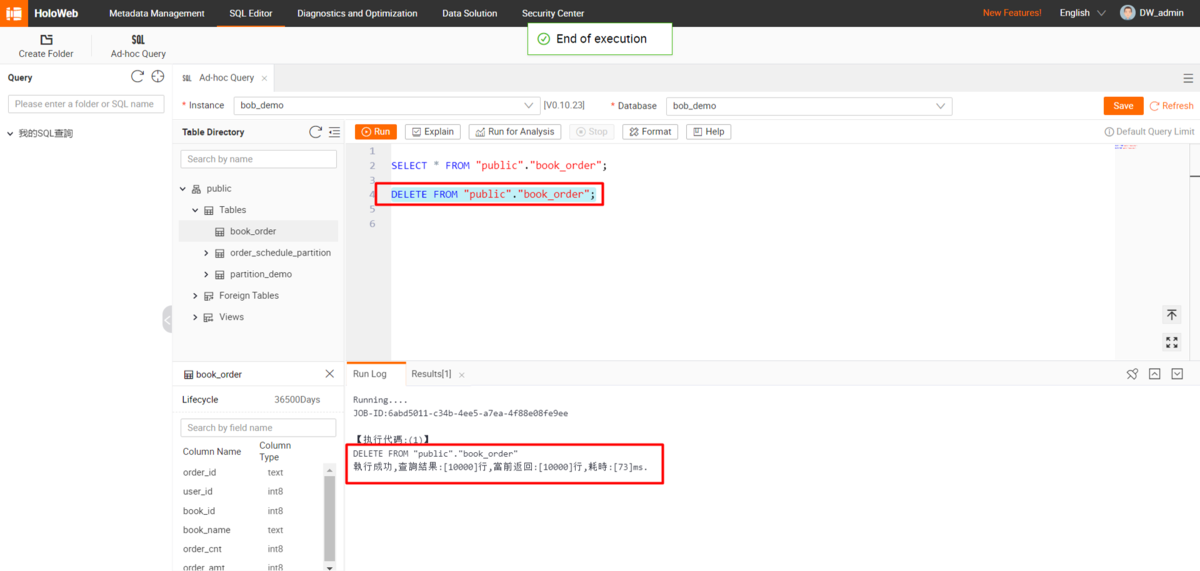 HoloWeb Metadata Management SQL Editor Diagnostics and Optimization Data Solution Security Center New Features! English DW_admin
End of execution
SQL
Create Folder Ad-hoc Query
Query
SQL Ad-hoc Query
Please enter a folder or SQL name
我的SQL查詢
* Instance bob_demo [V0.10.23] * Database bob_demo Save Refresh
Table Directory
Run Explain Run for Analysis Stop Format Help Default Query Limit
Search by name
public
Tables
book_order
order_schedule_partition
partition_demo
Foreign Tables
Views
1
2 SELECT * FROM "public"."book_order";
3
4 DELETE FROM "public"."book_order";
5
6
book_order
Lifecycle 36500Days
Search by field name
Column Name Column Type
order_id text
user_id int8
book_id int8
book_name text
order_cnt int8
order_amt int8
Run Log Results[1]
Running....
JOB-ID:6abd5011-c34b-4ee5-a7ea-4f88e08fe9ee
【执行代碼:(1)】
DELETE FROM "public"."book_order"
執行成功,查詢結果:[10000]行,當前返回:[10000]行,耗時:[73]ms.